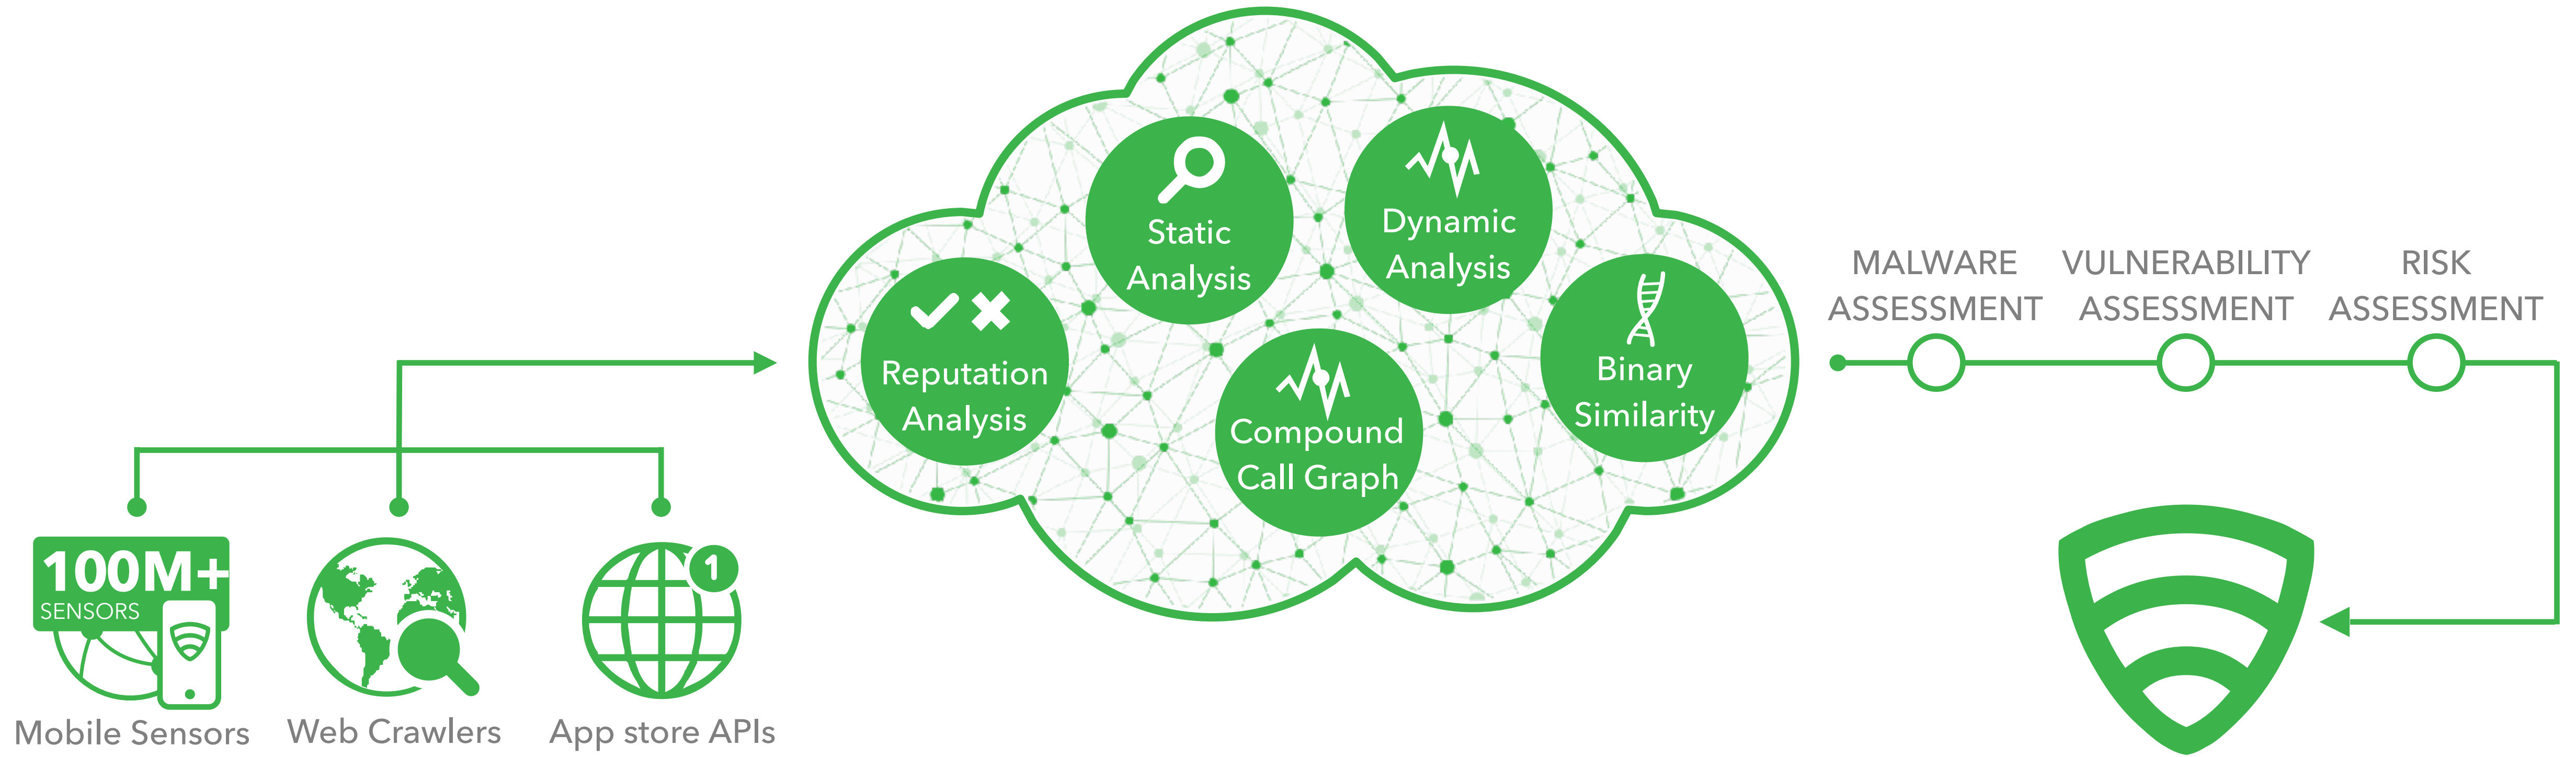 Static
Analysis
Dynamic
Analysis
Reputation
Analysis
Compound
Call Graph
Binary
Similarity
MALWARE
ASSESSMENT
VULNERABILITY
ASSESSMENT
RISK
ASSESSMENT
100M+
SENSORS
1
Mobile Sensors
Web Crawlers
App store APIs